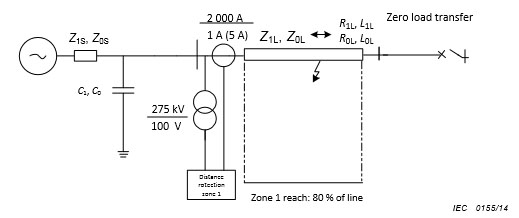 2 000 A
1 A (5 A)
Z1S, Z0S
Z1L, Z0L
R1L, L1L
R0L, L0L
Zero load transfer
C1, C0
275 kV
100 V
Distance
rotection
zone 1
Zone 1 reach: 80 % of line
IEC 0155/14